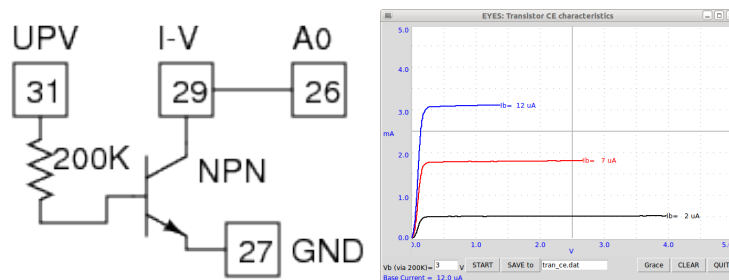 UPV I-V A0
31 29 26
200K
NPN
27 GND
EYES: Transistor CE characteristics
5.0
4.0
3.0
mA
2.0
1.0
0.0
Ib= 12 uA
Ib= 7 uA
Ib= 2 uA
0.0 1.0 2.0 3.0 4.0 5.0
V
Vb (via 200K)= 3 V START SAVE to tran_ce.dat Grace CLEAR QUIT
Base Current = 12.0 uA